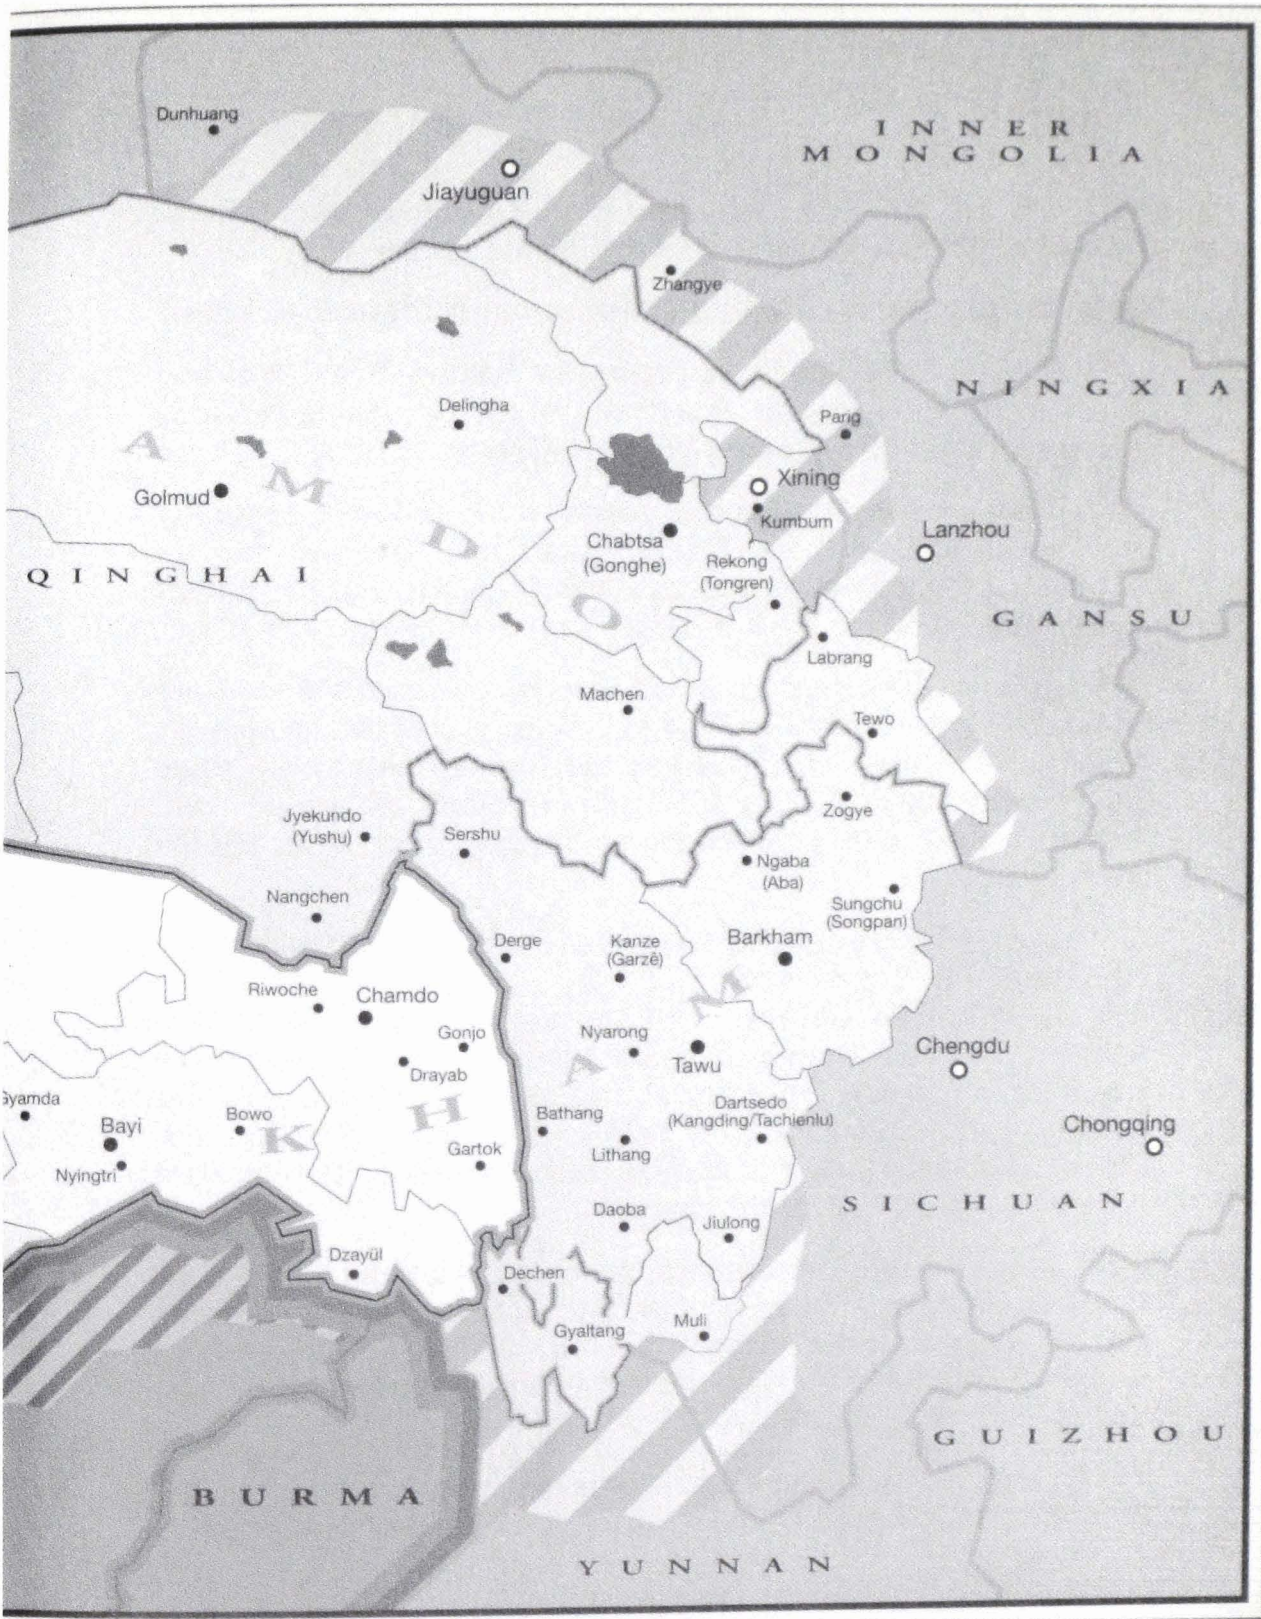 Dunhuang
INNER
MONGOLIA
Jiayuguan
Zhangye
NINGXIA
Delingha
Parig
AMDO
Golmud
Xining
Kumbum
Chabtsa
(Gonghe)
Rekong
(Tongren)
Lanzhou
QINGHAI
GANSU
Labrang
Machen
Tewo
Zogye
Jyekundo
(Yushu)
Sershu
Ngaba
(Aba)
Nangchen
Sungchu
(Songpan)
Derge
Kanze
(Garzê)
Barkham
Riwoche
Chamdo
Gonjo
Nyarong
Tawu
Drayab
Chengdu
Gyamda
Bayi
Bowo
KHAM
Bathang
Dartsedo
(Kangding/Tachienlu)
Chongqing
Nyingtri
Gartok
Lithang
SICHUAN
Daoba
Jiulong
Dzayül
Dechen
Gyaltang
Muli
GUIZHOU
BURMA
YUNNAN